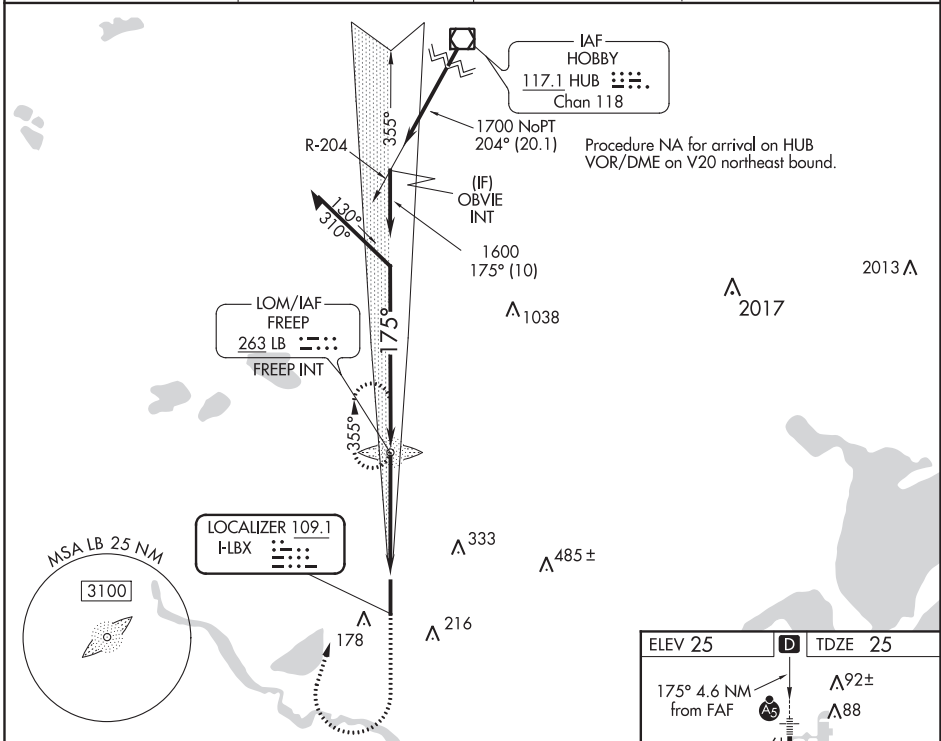 IAF
HOBBY
117.1 HUB
Chan 118
1700 NoPT
204° (20.1)
Procedure NA for arrival on HUB
VOR/DME on V20 northeast bound.
355°
R-204
(IF)
OBVIE
INT
130°
310°
1600
175° (10)
2013
2017
1038
LOM/IAF
FREEP
263 LB
FREEP INT
175°
355°
LOCALIZER 109.1
I-LBX
333
485 ±
MSA LB 25 NM
3100
178
216
ELEV 25
D
TDZE 25
175° 4.6 NM
from FAF
92±
A5
88